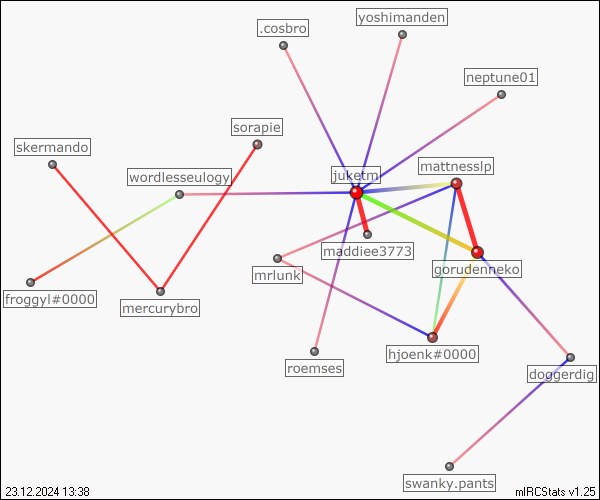 yoshimanden
.cosbro
neptune01
sorapie
skermando
mattnesslp
juketm
wordlesseulogy
maddiee3773
gorudenneko
mrlunk
froggyl#0000
mercurybro
hjoenk#0000
roemses
doggerdig
swanky.pants
23.12.2024 13:38
mIRCStats v1.25